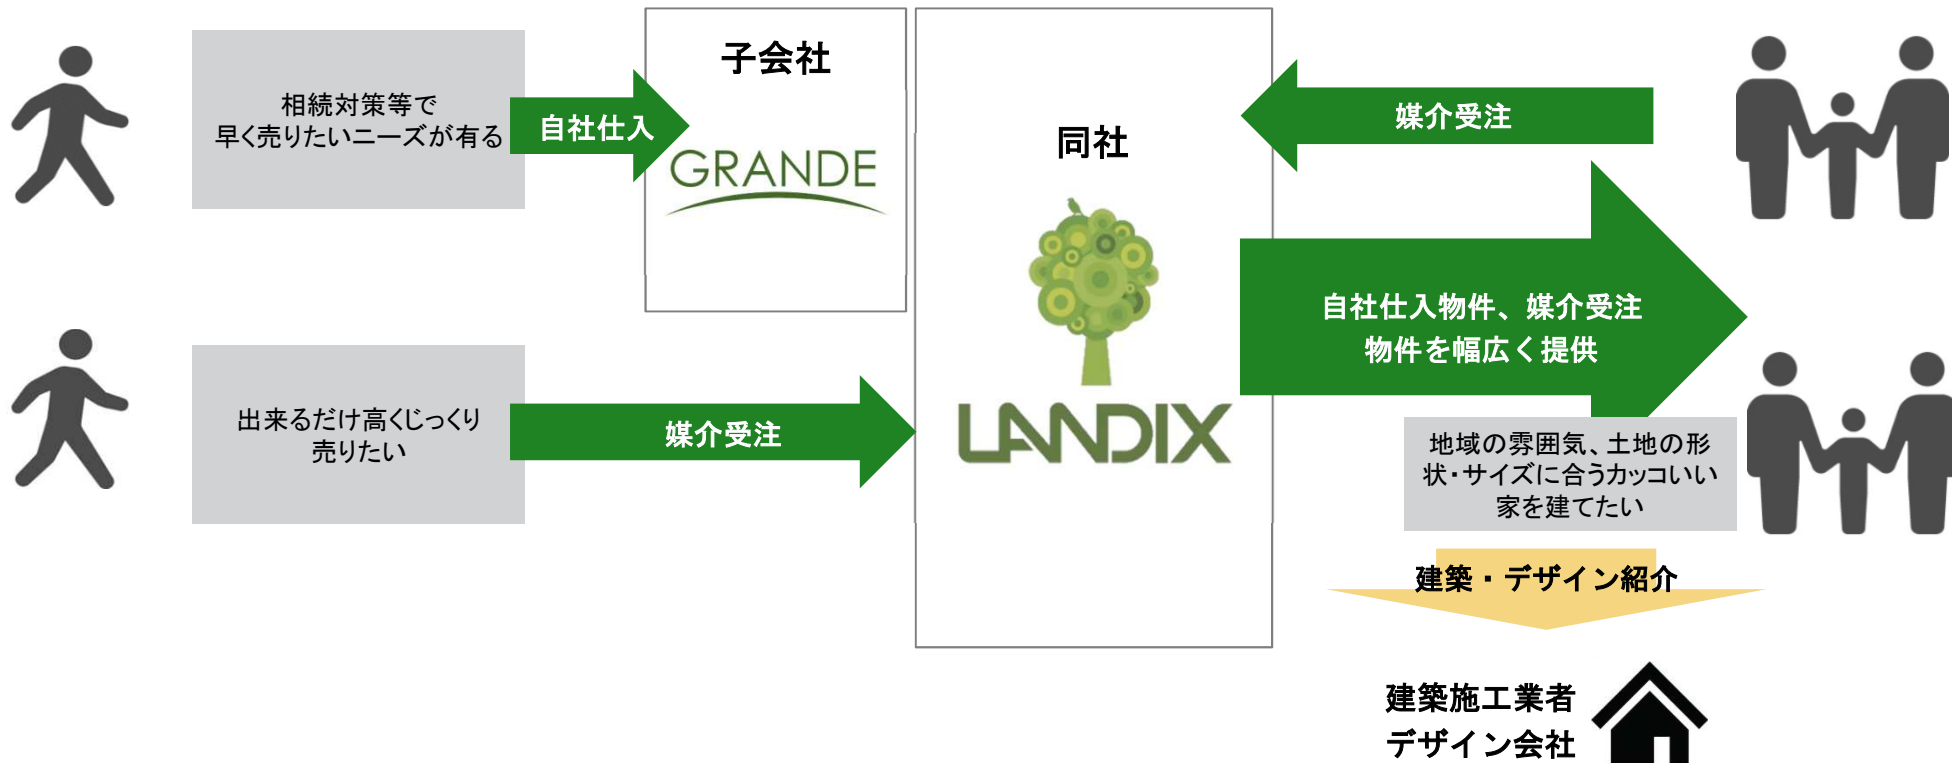 相続対策等で
早く売りたいニーズが有る
自社仕入
子会社
GRANDE
出来るだけ高くじっくり
売りたい
媒介受注
同社
LANDIX
媒介受注
自社仕入物件、媒介受注
物件を幅広く提供
地域の雰囲気、土地の形
状・サイズに合うカッコいい
家を建てたい
建築・デザイン紹介
建築施工業者
デザイン会社